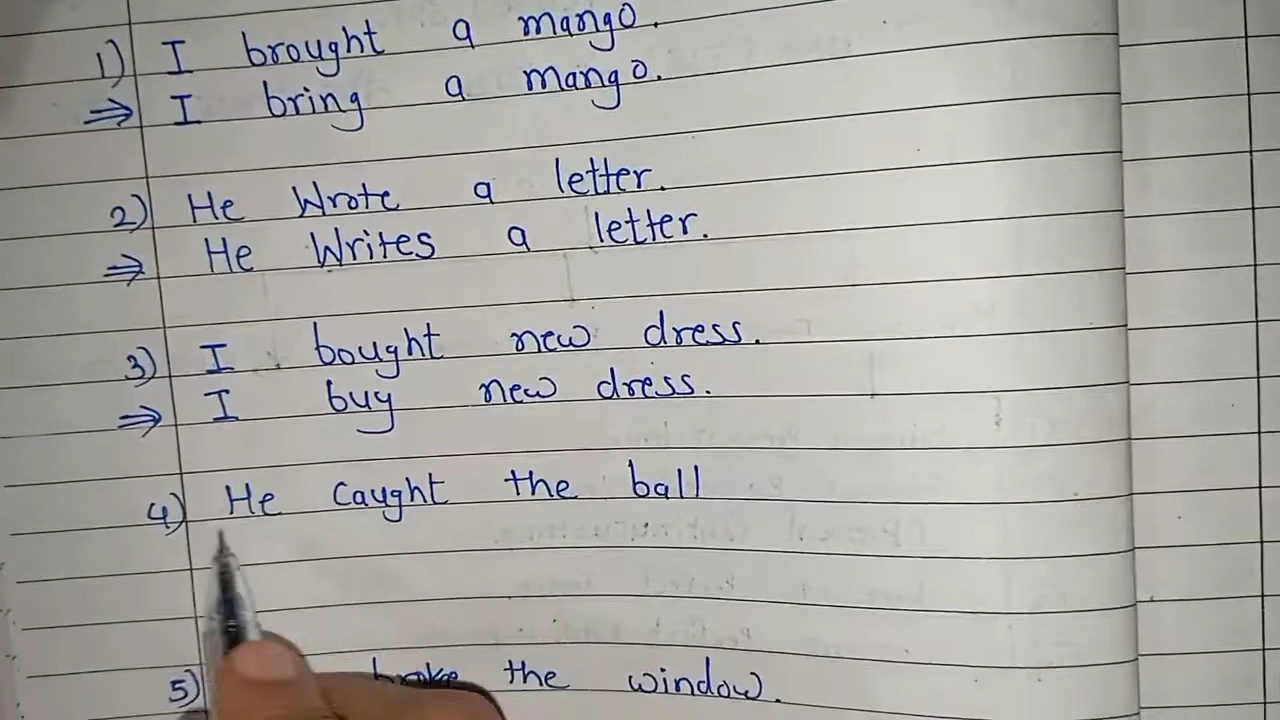 1) I brought a mango.
⇒ I bring a mango.
2) He Wrote a letter.
⇒ He Writes a letter.
3) I bought new dress.
⇒ I buy new dress.
4) He Caught the ball
5) broke the window.